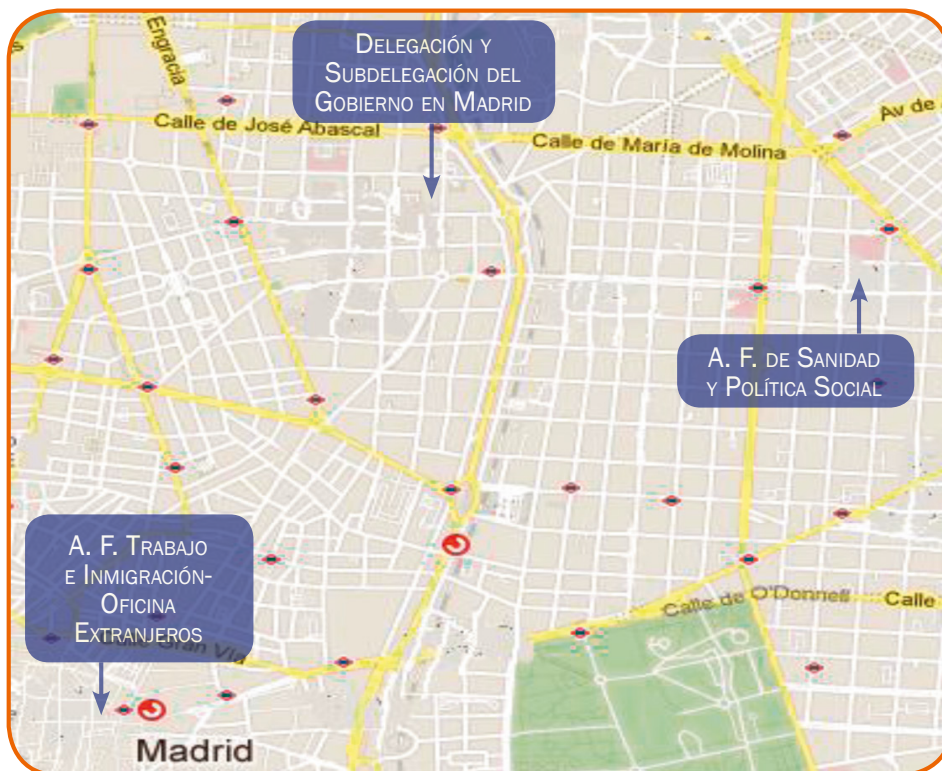 Engracia
DELEGACIÓN Y
SUBDELEGACIÓN DEL
GOBIERNO EN MADRID
Calle de José Abascal
Av de
Calle de María de Molina
A. F. DE SANIDAD
Y POLÍTICA SOCIAL
A. F. TRABAJO
E INMIGRACIÓN-
OFICINA
EXTRANJEROS
Calle de O'Donnell
Calle
Calle Gran Vía
Madrid